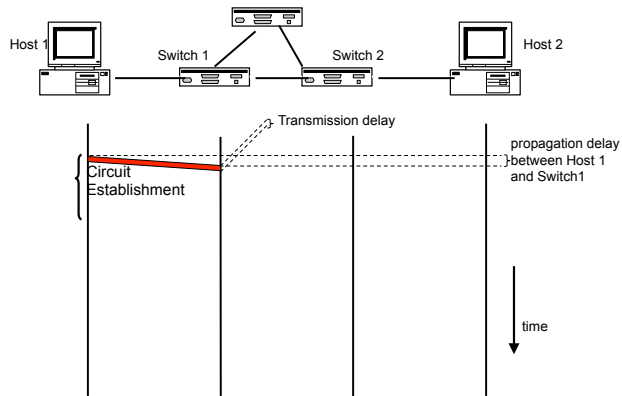 Host 1
Switch 1
Switch 2
Host 2
Transmission delay
propagation delay
between Host 1
and Switch1
Circuit
Establishment
time